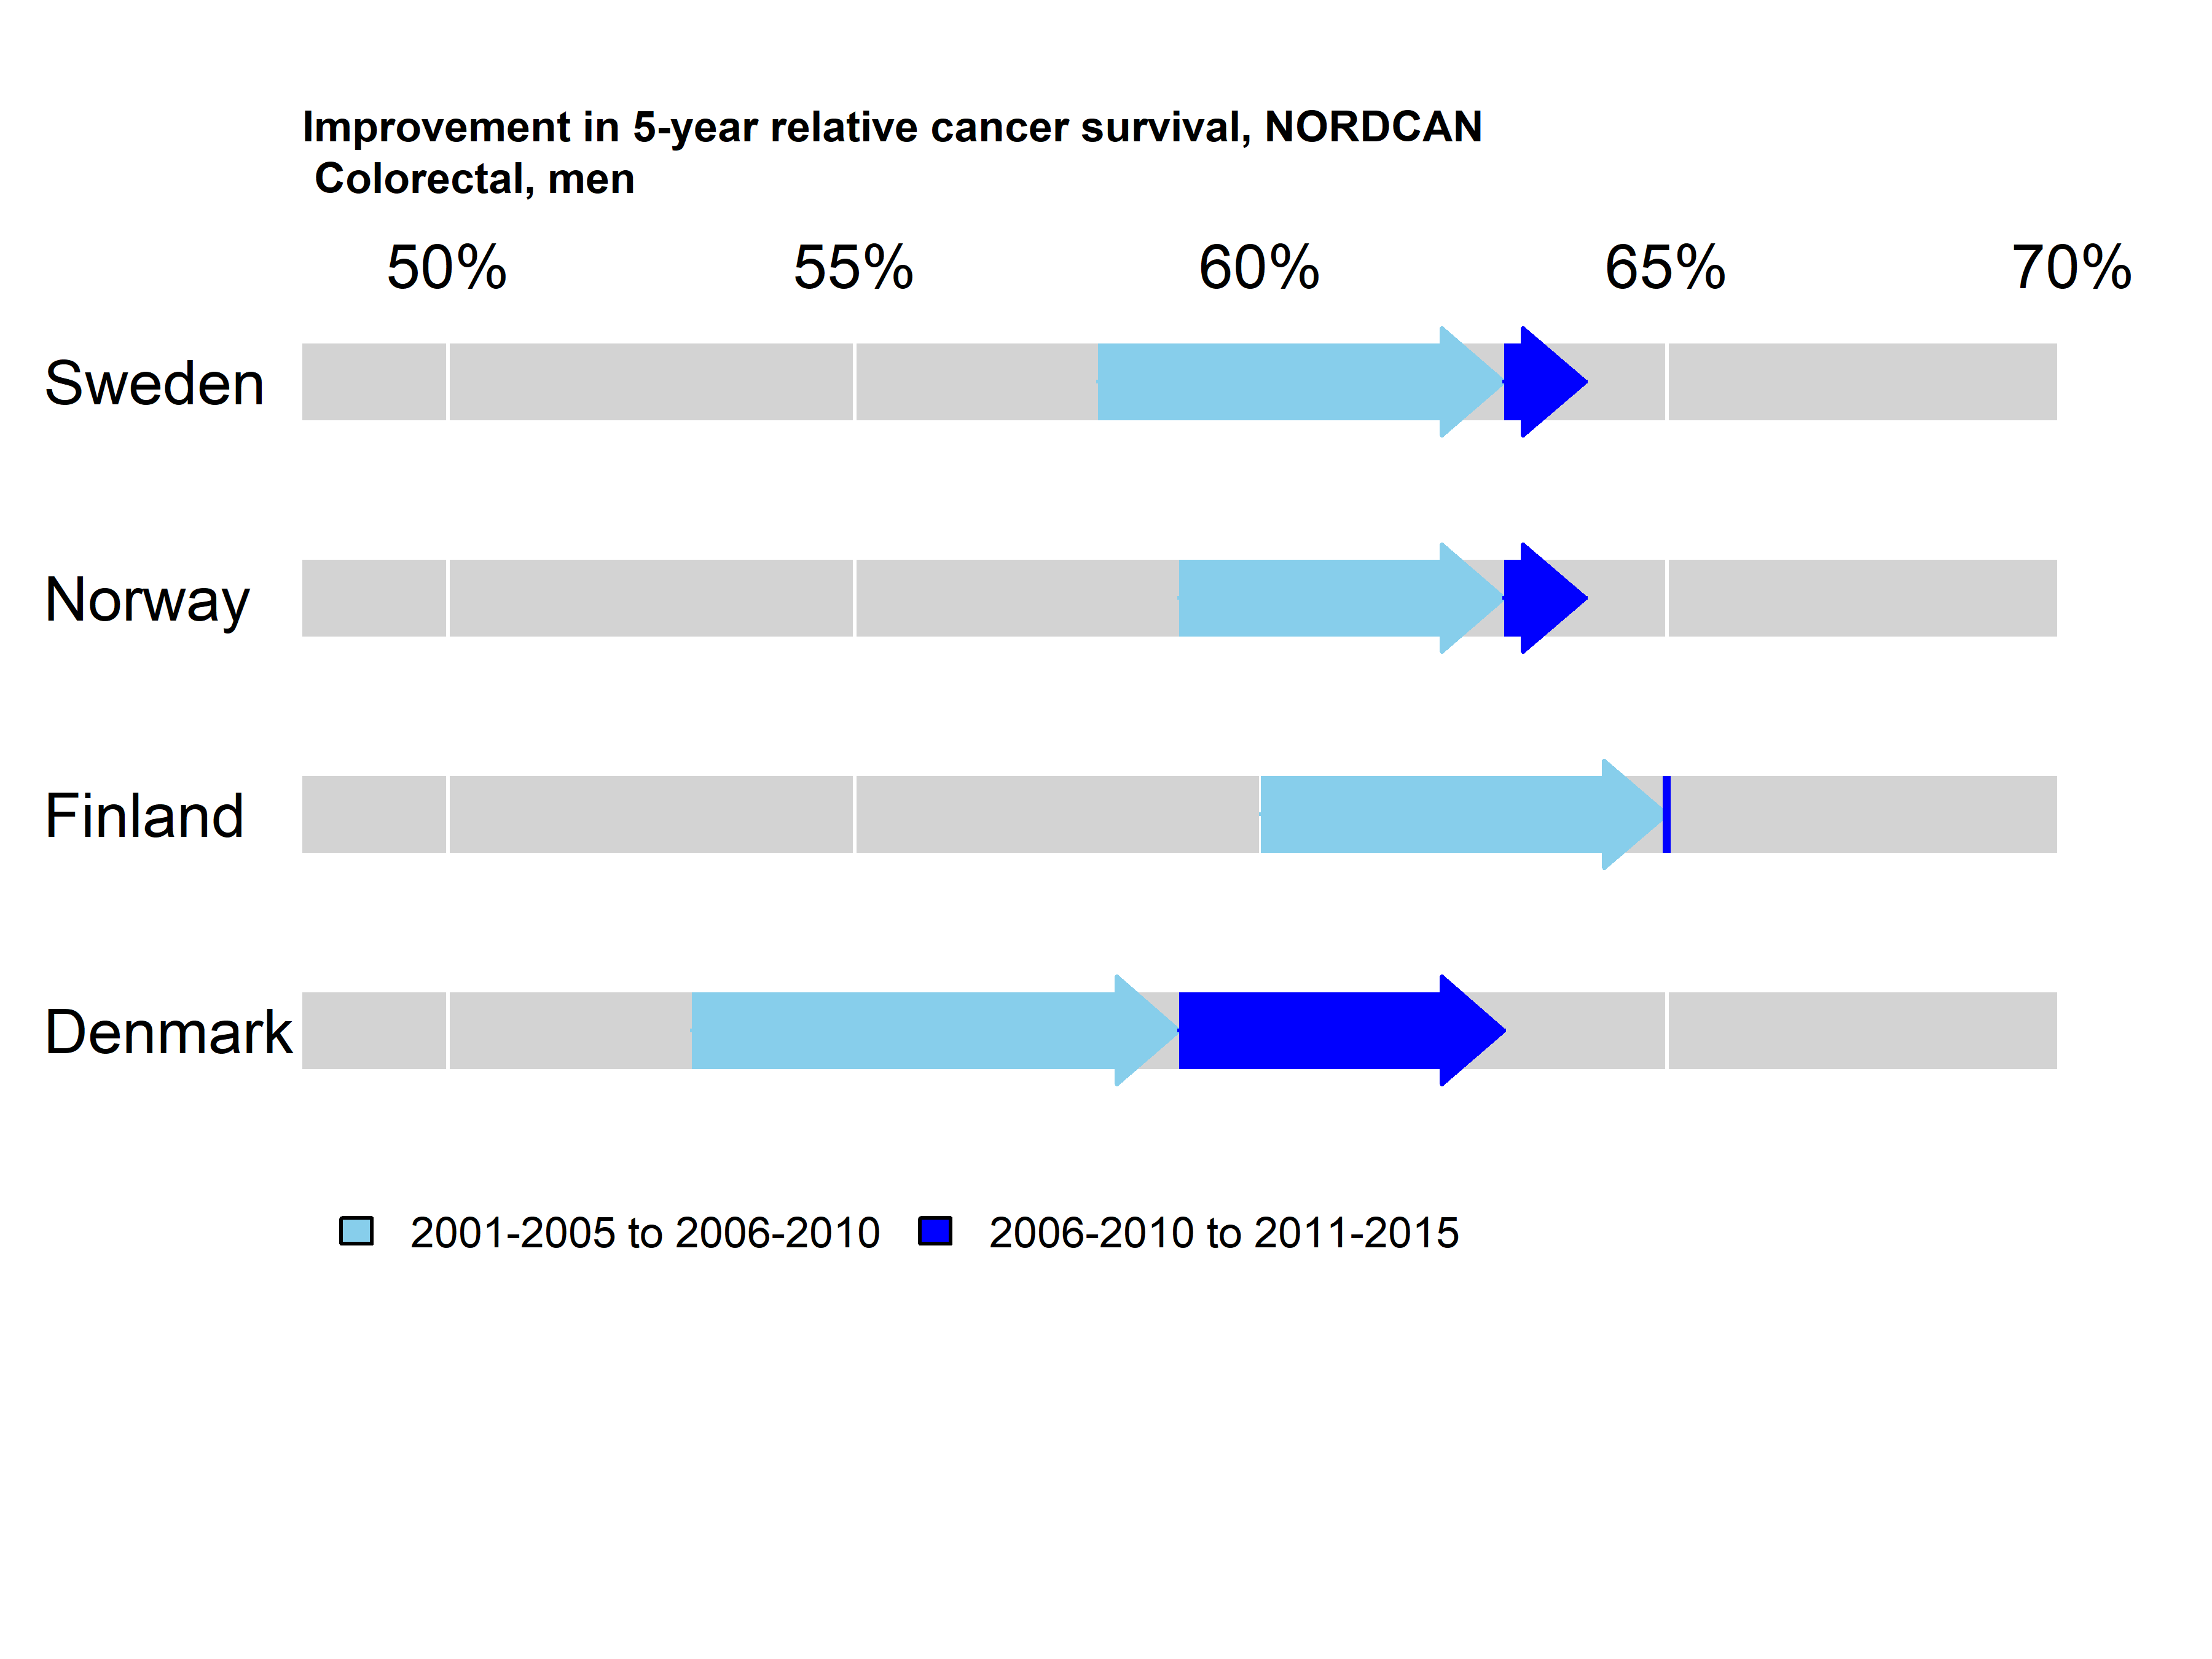 Improvement in 5-year relative cancer survival, NORDCAN
Colorectal, men
50% 55% 60% 65% 70%
Sweden
Norway
Finland
Denmark
2001-2005 to 2006-2010 2006-2010 to 2011-2015